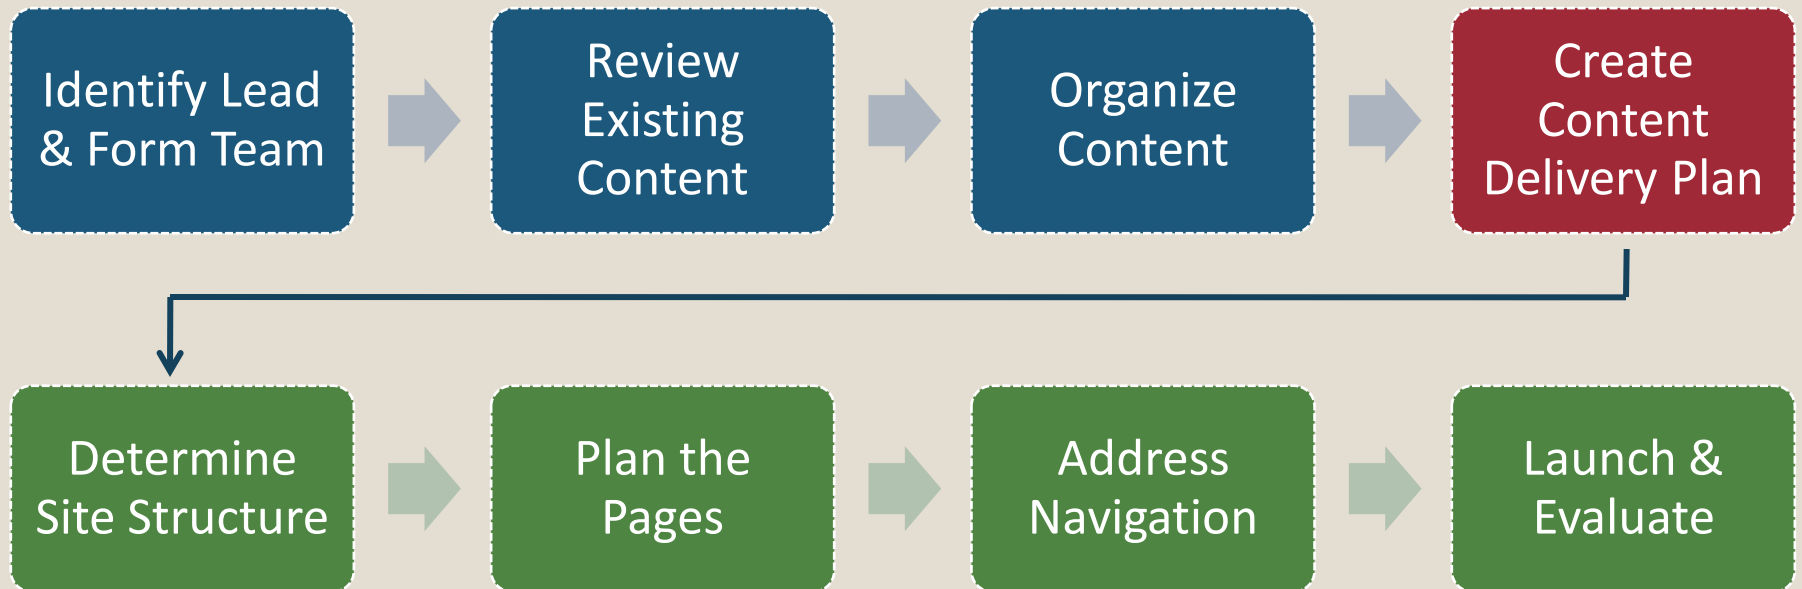 Identify Lead
& Form Team
Review
Existing
Content
Organize
Content
Create
Content
Delivery Plan
Determine
Site Structure
Plan the
Pages
Address
Navigation
Launch &
Evaluate